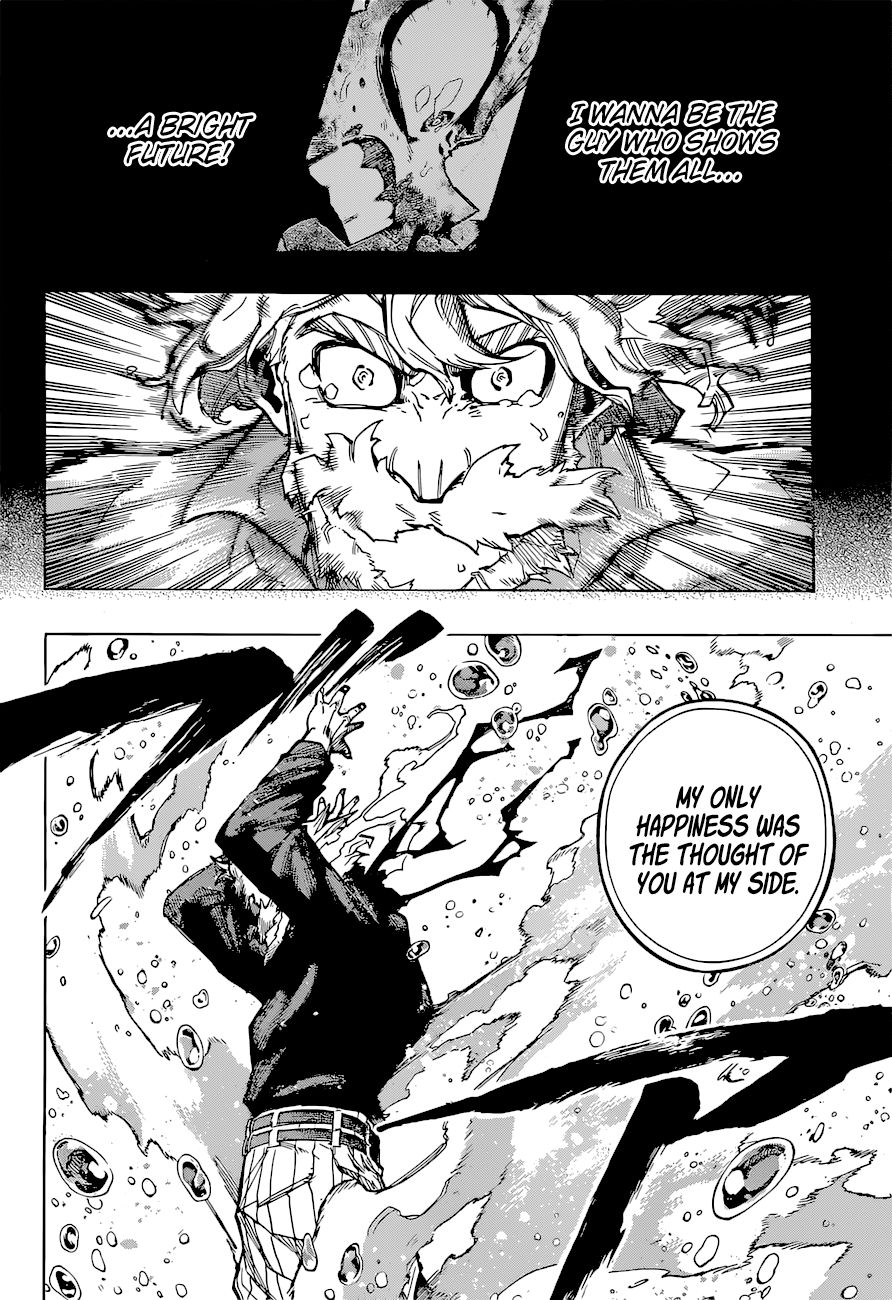 I WANNA BE THE
GUY WHO SHOWS
THEM ALL...
...A BRIGHT
FUTURE!
MY ONLY
HAPPINESS WAS
THE THOUGHT OF
YOU AT MY SIDE.